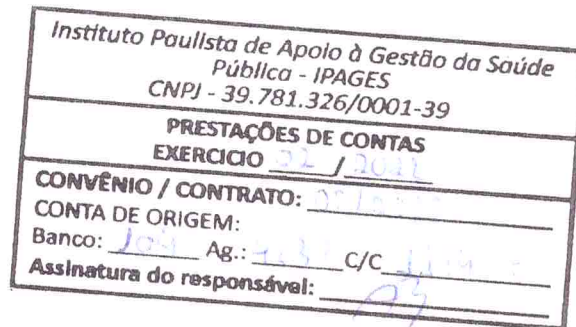 Instituto Paulista de Apoio à Gestão da Saúde
Pública - IPAGES
CNPJ - 39.781.326/0001-39
PRESTAÇÕES DE CONTAS
EXERCICIO /
CONVÊNIO / CONTRATO:
CONTA DE ORIGEM:
Banco: Ag.: C/C
Assinatura do responsável: